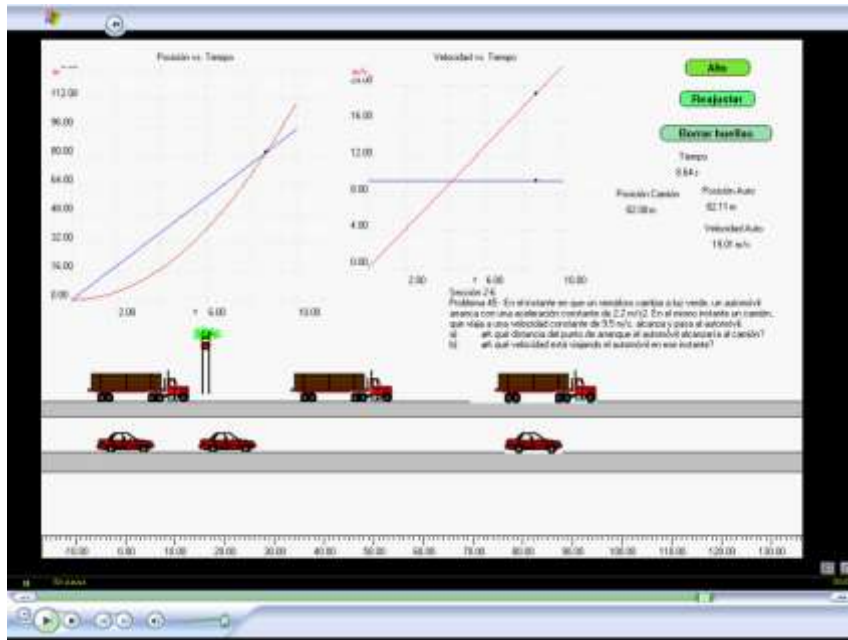 Posición vs. Tiempo
Velocidad vs. Tiempo
Alto
Reajustar
Borrar huellas
Tiempo
8.64 s
Posición Camión
82.08 m
Posición Auto
82.11 m
Velocidad Auto
19.01 m/s
m
112.00
96.00
80.00
64.00
48.00
32.00
16.00
0.00
2.00 t 6.00 10.00
m/s
16.00
12.00
8.00
4.00
0.00
2.00 t 6.00 10.00
Sección 2-6
Problema 45- En el instante en que un semáforo cambia a luz verde, un automóvil
arranca con una aceleración constante de 2.2 m/s2. En el mismo instante un camión,
que viaja a una velocidad constante de 9.5 m/s, alcanza y pasa al automóvil.
a) ¿A qué distancia del punto de arranque el automóvil alcanzaría al camión?
b) ¿A qué velocidad está viajando el automóvil en ese instante?
-10.00 0.00 10.00 20.00 30.00 40.00 50.00 60.00 70.00 80.00 90.00 100.00 110.00 120.00 130.00